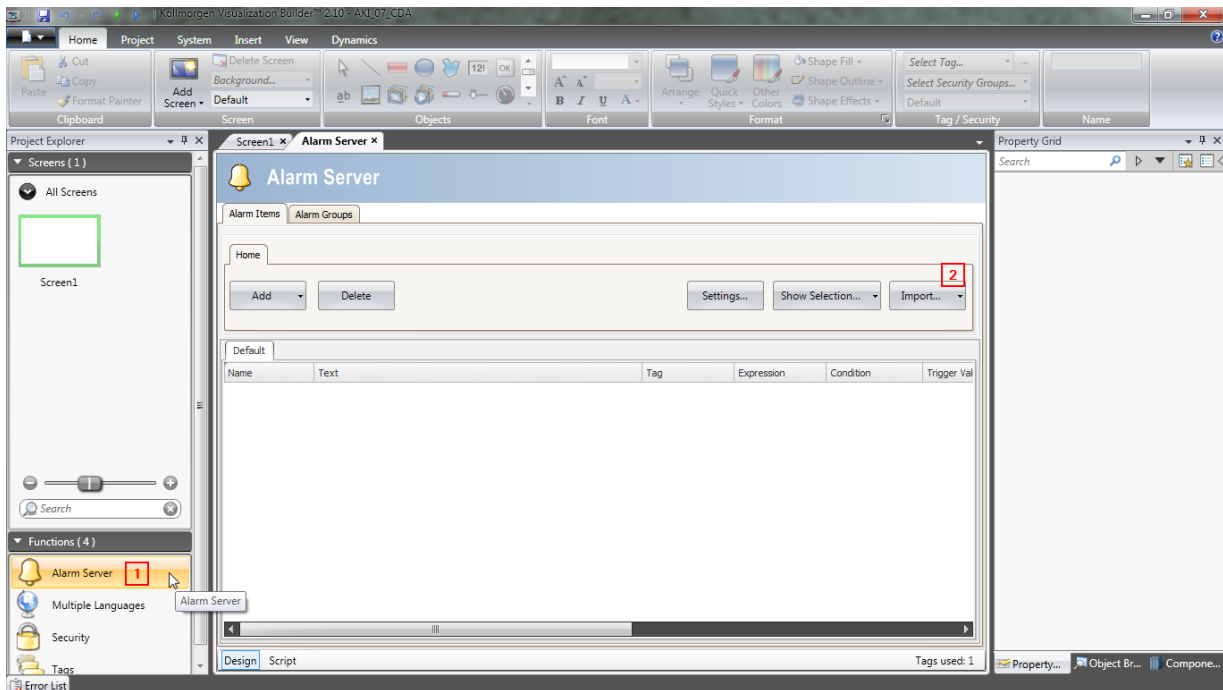 Kollmorgen Visualization Builder™ 2.10 - AKI_07_CDA
Home Project System Insert View Dynamics
Paste
Cut
Copy
Format Painter
Clipboard
Add Screen
Delete Screen
Background...
Default
Screen
ab
12
OK
Objects
A A
B I U A
Font
Arrange
Quick Styles
Other Colors
Shape Fill
Shape Outline
Shape Effects
Format
Select Tag...
Select Security Groups...
Default
Tag / Security
Name
Project Explorer
Screens (1)
All Screens
Screen1
Search
Functions (4)
Alarm Server 1
Multiple Languages
Security
Tags
Alarm Server
Error List
Screen1 Alarm Server
Alarm Server
Alarm Items Alarm Groups
Home
2
Add Delete Settings... Show Selection... Import...
Default
Name Text Tag Expression Condition Trigger Val
Design Script Tags used: 1
Property Grid
Search
Property... Object Br... Compone...